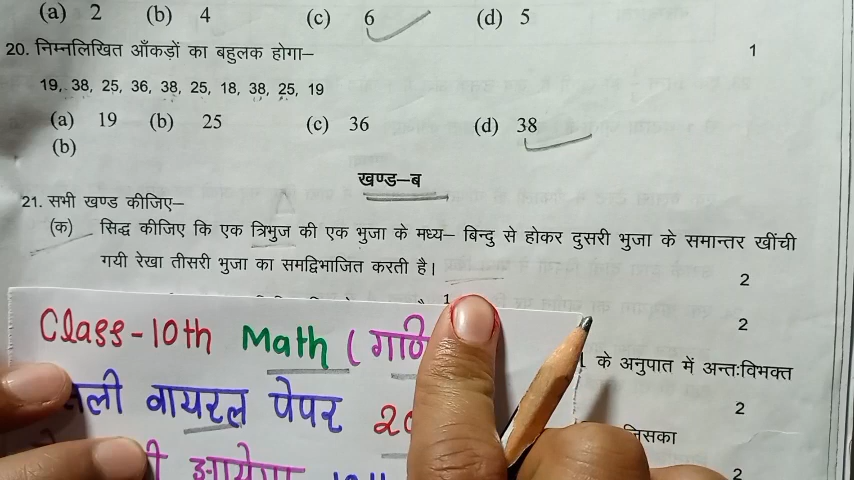 (a) 2 (b) 4 (c) 6 (d) 5
20. निम्नलिखित आँकड़ों का बहुलक होगा— 1
19, 38, 25, 36, 38, 25, 18, 38, 25, 19
(a) 19 (b) 25 (c) 36 (d) 38
(b)
खण्ड—ब
21. सभी खण्ड कीजिए—
(क) सिद्ध कीजिए कि एक त्रिभुज की एक भुजा के मध्य— बिन्दु से होकर दुसरी भुजा के समान्तर खींची
गयी रेखा तीसरी भुजा का समद्विभाजित करती है। 2
2
Class-10th Math (
के अनुपात में अन्तःविभक्त
वायरल पेपर
2
2